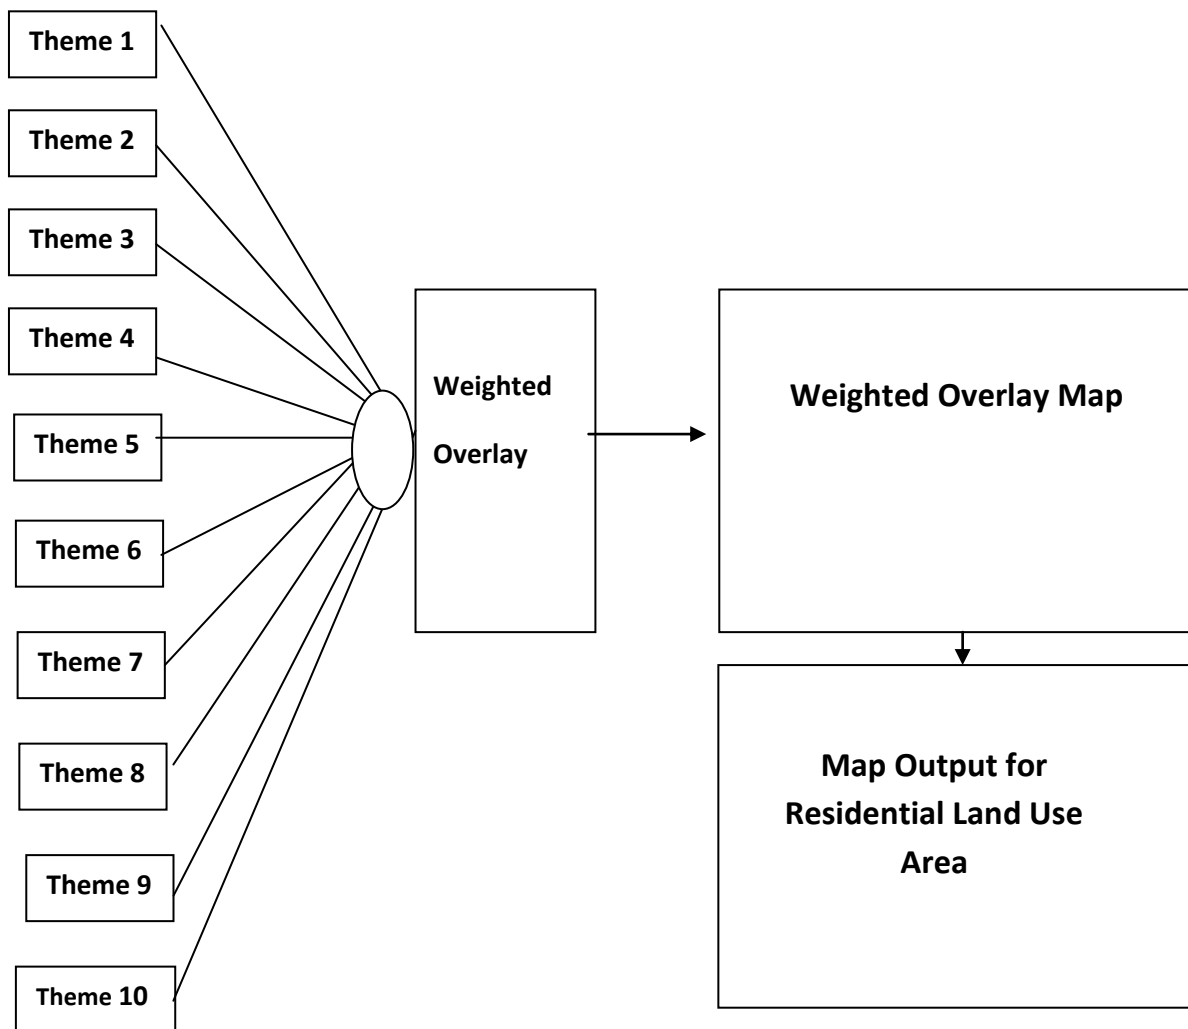 Theme 1
Theme 2
Theme 3
Theme 4
Theme 5
Theme 6
Theme 7
Theme 8
Theme 9
Theme 10
Weighted
Overlay
Weighted Overlay Map
Map Output for
Residential Land Use
Area